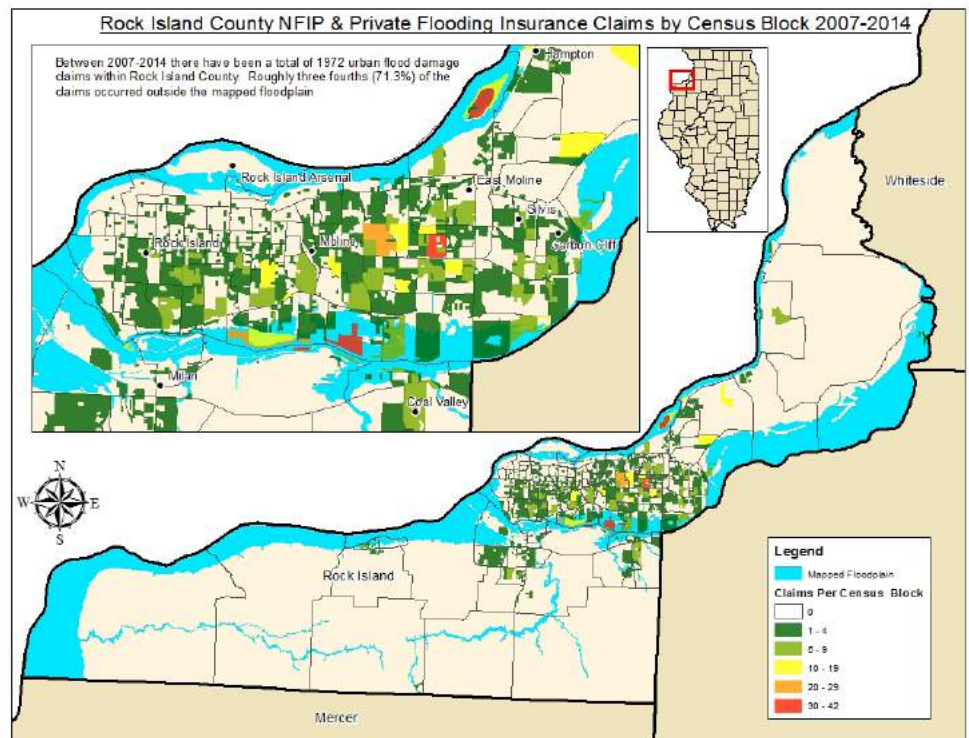 Rock Island County NFIP & Private Flooding Insurance Claims by Census Block 2007-2014
Between 2007-2014 there have been a total of 1972 urban flood damage
claims within Rock Island County. Roughly three fourths (71.3%) of the
claims occurred outside the mapped floodplain
Hampton
Rock Island Arsenal
East Moline
Silvis
Carbon Cliff
Rock Island
Moline
Milan
Coal Valley
Whiteside
N
W
E
S
Rock Island
Mercer
Legend
Mapped Floodplain
Claims Per Census Block
0
1 - 4
5 - 9
10 - 19
20 - 29
30 - 42